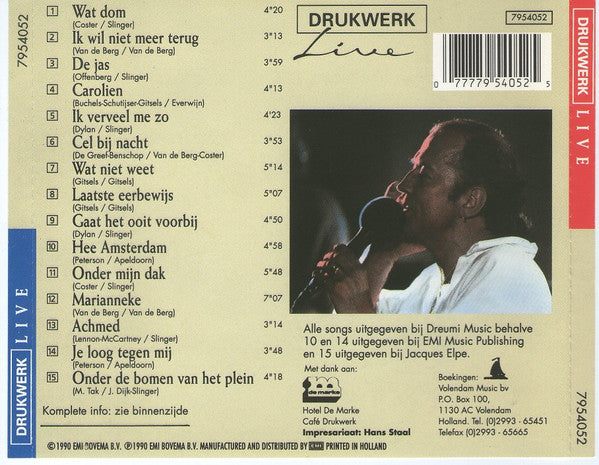 7954052
DRUKWERK LIVE
1 Wat dom 4"20
(Coster / Slinger)
2 Ik wil niet meer terug 3"13
(Van de Berg / Van de Berg)
3 De jas 3"59
(Offenberg / Slinger)
4 Carolien 4"13
(Buchels-Schutijser-Gitsels / Everwijn)
5 Ik verveel me zo 4'23
(Dylan / Slinger)
6 Cel bij nacht 3"53
(De Greef-Benschop / Van de Berg-Coster)
7 Wat niet weet 5"14
(Gitsels / Gitsels)
8 Laatste eerbewijs 5"07
(Gitsels / Gitsels)
9 Gaat het ooit voorbij 4"50
(Dylan / Slinger)
10 Hee Amsterdam 4"58
(Peterson / Apeldoorn)
11 Onder mijn dak 5"48
(Coster / Slinger)
12 Marianneke 7"07
(Van de Berg / Van de Berg)
13 Achmed 3"14
(Lennon-McCartney / Slinger)
14 Je loog tegen mij 3"48
(Peterson / Apeldoorn)
15 Onder de bomen van het plein 4"18
(M. Tak / J. Dijk-Slinger)
Komplete info: zie binnenzijde
DRUKWERK
Live
7954052
0 77779 54052 5
Alle songs uitgegeven bij Dreumi Music behalve
10 en 14 uitgegeven bij EMI Music Publishing
en 15 uitgegeven bij Jacques Elpe.
Met dank aan:
de marke
Hotel De Marke
Café Drukwerk
Impresariaat: Hans Staal
Boekingen:
Volendam Music bv
P.O. Box 100,
1130 AC Volendam
Holland. Tel. (0)2993 - 65451
Telefax (0)2993 - 65665
©1990 EMI BOVEMA B.V. ℗1990 EMI BOVEMA B.V. MANUFACTURED AND DISTRIBUTED BY EMI PRINTED IN HOLLAND
DRUKWERK LIVE
7954052